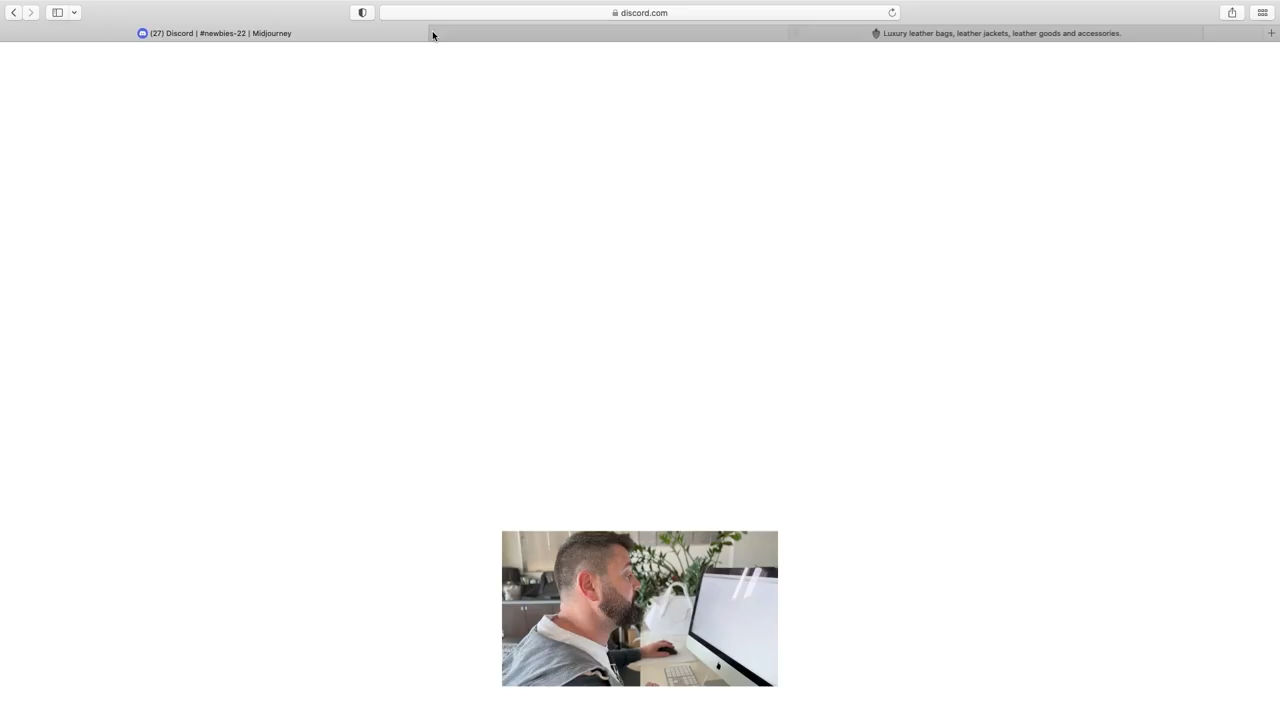 discord.com
(27) Discord | #newbies-22 | Midjourney
Luxury leather bags, leather jackets, leather goods and accessories.